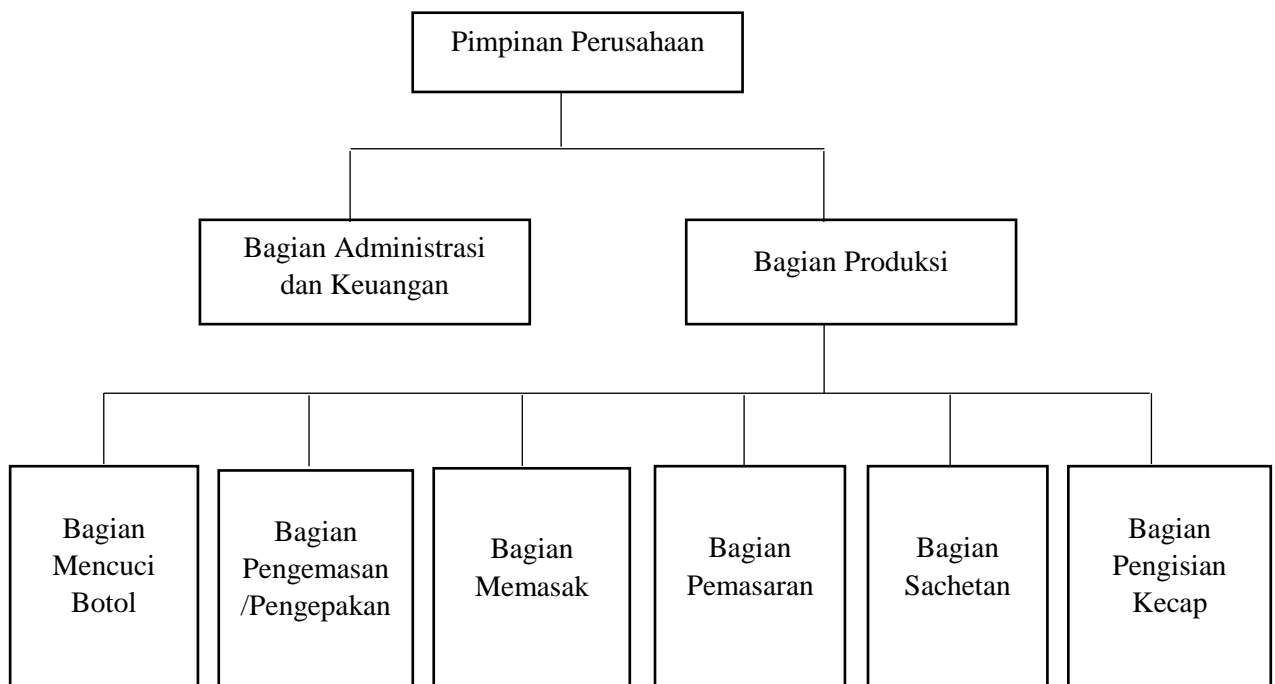 Pimpinan Perusahaan
Bagian Administrasi
dan Keuangan
Bagian Produksi
Bagian
Mencuci
Botol
Bagian
Pengemasan
/Pengepakan
Bagian
Memasak
Bagian
Pemasaran
Bagian
Sachetan
Bagian
Pengisian
Kecap